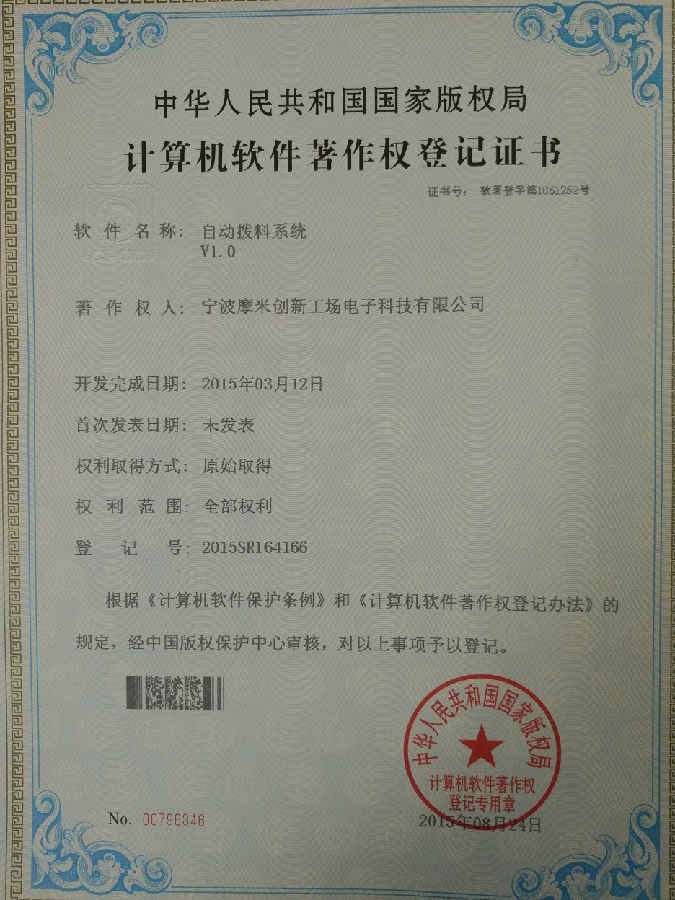 中华人民共和国国家版权局
计算机软件著作权登记证书
证书号： 软著登字第1051252号
软件名称： 自动拨料系统
V1.0
著作权人： 宁波摩米创新工场电子科技有限公司
开发完成日期： 2015年03月12日
首次发表日期： 未发表
权利取得方式： 原始取得
权利范围： 全部权利
登记号： 2015SR164166
根据《计算机软件保护条例》和《计算机软件著作权登记办法》的
规定，经中国版权保护中心审核，对以上事项予以登记。
中华人民共和国国家版权局
计算机软件著作权
登记专用章
No. 00796346
2015年08月24日